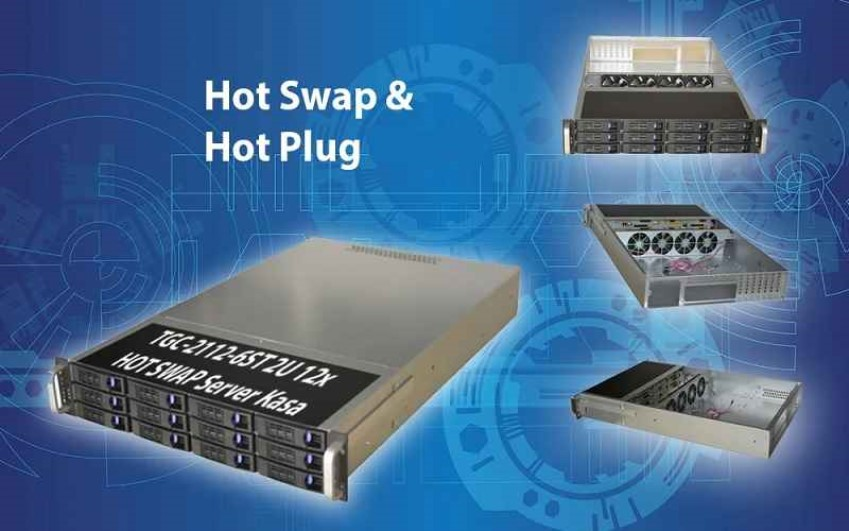 Hot Swap &
Hot Plug
TGC-2112-6ST 2U 12x
HOT SWAP Server Kasa